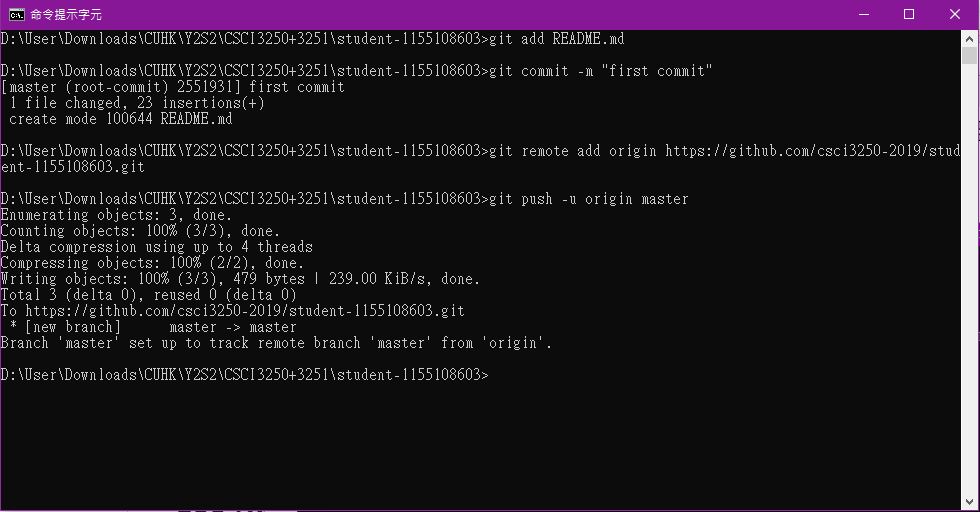 命令提示字元
D:\User\Downloads\CUHK\Y2S2\CSCI3250+3251\student-1155108603>git add README.md
D:\User\Downloads\CUHK\Y2S2\CSCI3250+3251\student-1155108603>git commit -m "first commit"
[master (root-commit) 2551931] first commit
 1 file changed, 23 insertions(+)
 create mode 100644 README.md
D:\User\Downloads\CUHK\Y2S2\CSCI3250+3251\student-1155108603>git remote add origin https://github.com/csci3250-2019/stud
ent-1155108603.git
D:\User\Downloads\CUHK\Y2S2\CSCI3250+3251\student-1155108603>git push -u origin master
Enumerating objects: 3, done.
Counting objects: 100% (3/3), done.
Delta compression using up to 4 threads
Compressing objects: 100% (2/2), done.
Writing objects: 100% (3/3), 479 bytes | 239.00 KiB/s, done.
Total 3 (delta 0), reused 0 (delta 0)
To https://github.com/csci3250-2019/student-1155108603.git
 * [new branch]      master -> master
Branch 'master' set up to track remote branch 'master' from 'origin'.
D:\User\Downloads\CUHK\Y2S2\CSCI3250+3251\student-1155108603>